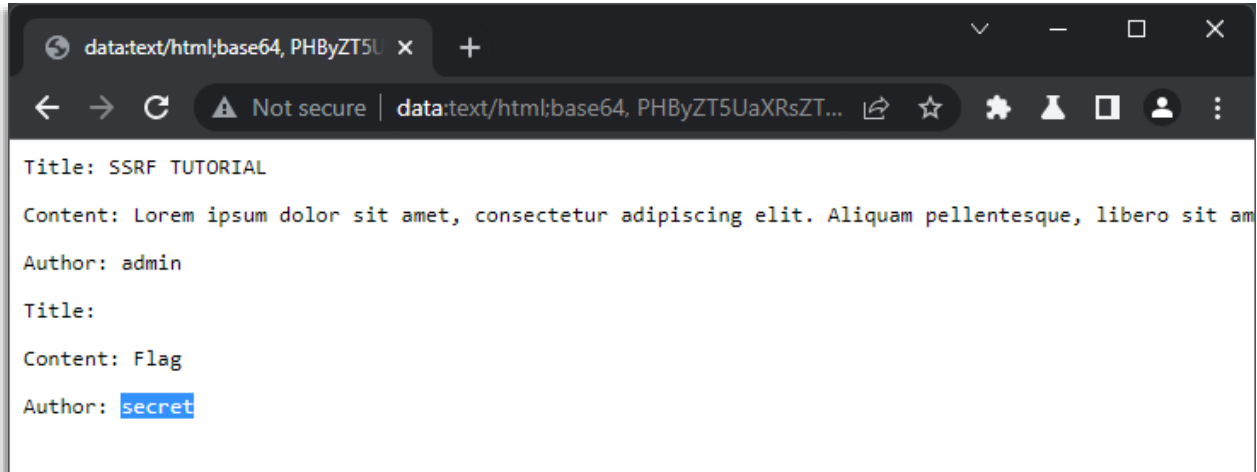 data:text/html;base64, PHByZT5U
Not secure | data:text/html;base64, PHByZT5UaXRsZT...
Title: SSRF TUTORIAL
Content: Lorem ipsum dolor sit amet, consectetur adipiscing elit. Aliquam pellentesque, libero sit am
Author: admin
Title:
Content: Flag
Author: secret